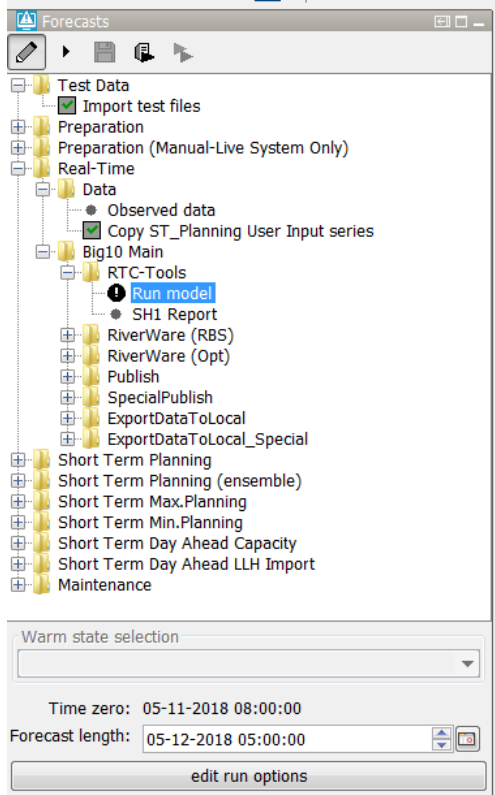 Forecasts
Test Data
Import test files
Preparation
Preparation (Manual-Live System Only)
Real-Time
Data
Observed data
Copy ST_Planning User Input series
Big10 Main
RTC-Tools
Run model
SH1 Report
RiverWare (RBS)
RiverWare (Opt)
Publish
SpecialPublish
ExportDataToLocal
ExportDataToLocal_Special
Short Term Planning
Short Term Planning (ensemble)
Short Term Max.Planning
Short Term Min.Planning
Short Term Day Ahead Capacity
Short Term Day Ahead LLH Import
Maintenance
Warm state selection
Time zero: 05-11-2018 08:00:00
Forecast length: 05-12-2018 05:00:00
edit run options